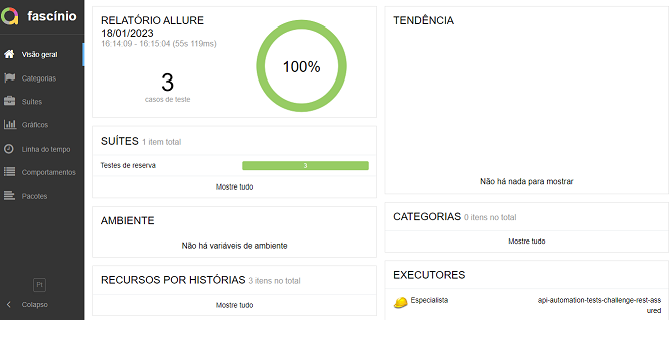 fascínio
Visão geral
Categorias
Suítes
Gráficos
Linha do tempo
Comportamentos
Pacotes
Pt
Colapso
RELATÓRIO ALLURE
18/01/2023
16:14:09 - 16:15:04 (55s 119ms)
3
casos de teste
100%
SUÍTES 1 item total
Testes de reserva
3
Mostre tudo
AMBIENTE
Não há variáveis de ambiente
RECURSOS POR HISTÓRIAS 3 itens no total
Mostre tudo
TENDÊNCIA
Não há nada para mostrar
CATEGORIAS 0 itens no total
Mostre tudo
EXECUTORES
Especialista
api-automation-tests-challenge-rest-ass
ured